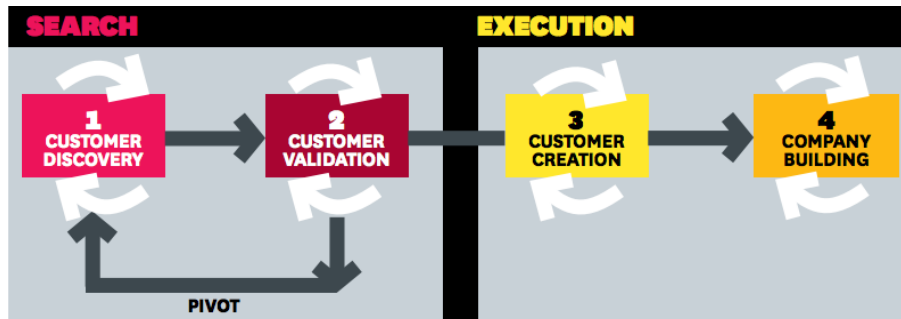 SEARCH
EXECUTION
1
CUSTOMER
DISCOVERY
2
CUSTOMER
VALIDATION
3
CUSTOMER
CREATION
4
COMPANY
BUILDING
PIVOT